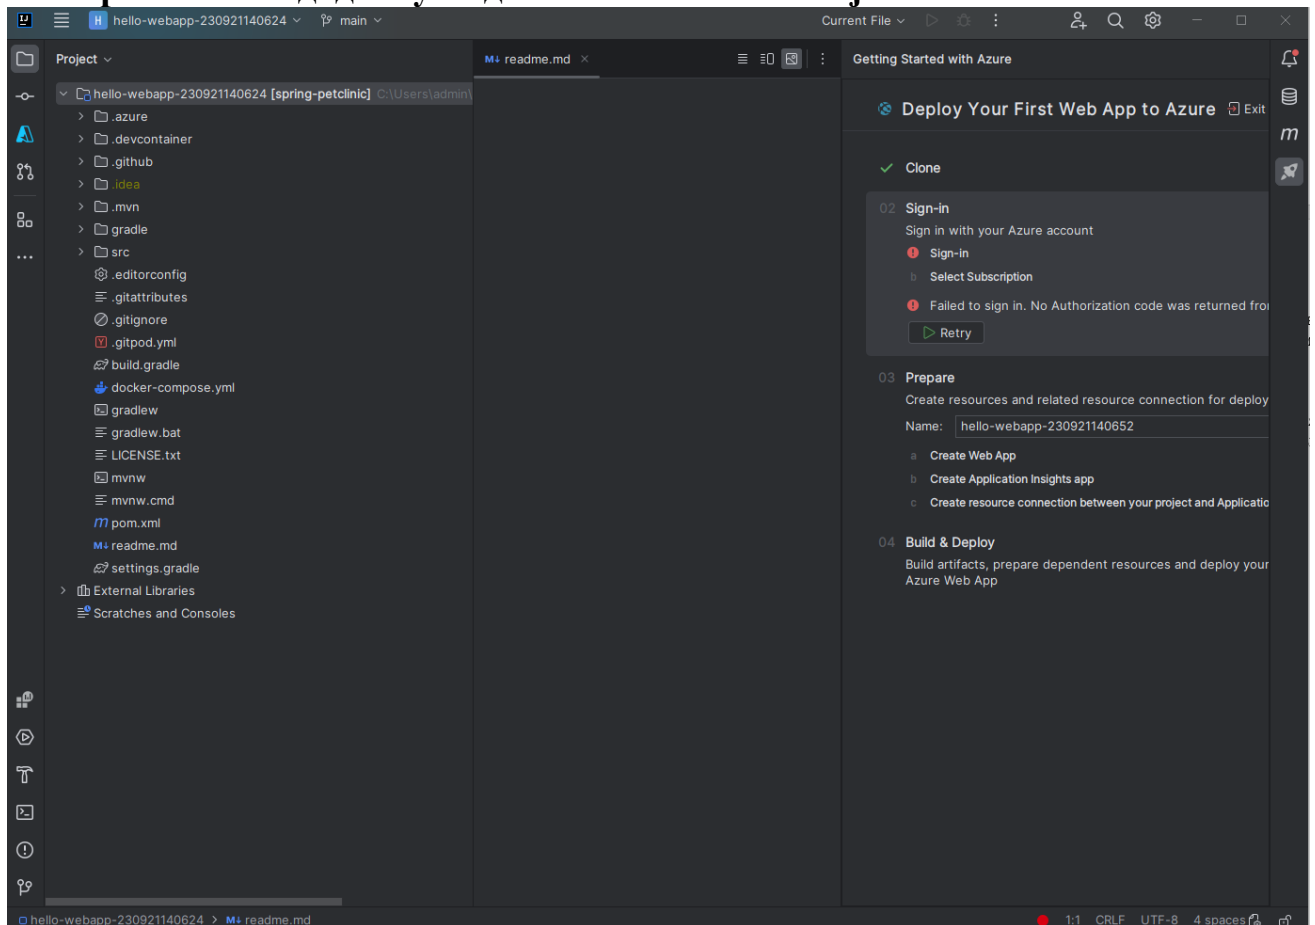 hello-webapp-230921140624 main Current File
Project
hello-webapp-230921140624 [spring-petclinic] C:\Users\admin\
.azure
.devcontainer
.github
.idea
.mvn
gradle
src
.editorconfig
.gitattributes
.gitignore
.gitpod.yml
build.gradle
docker-compose.yml
gradlew
gradlew.bat
LICENSE.txt
mvnw
mvnw.cmd
pom.xml
readme.md
settings.gradle
External Libraries
Scratches and Consoles
readme.md
Getting Started with Azure
Deploy Your First Web App to Azure Exit
Clone
02 Sign-in
Sign in with your Azure account
Sign-in
b Select Subscription
Failed to sign in. No Authorization code was returned fro
Retry
03 Prepare
Create resources and related resource connection for deploy
Name: hello-webapp-230921140652
a Create Web App
b Create Application Insights app
c Create resource connection between your project and Applicatio
04 Build & Deploy
Build artifacts, prepare dependent resources and deploy your
Azure Web App
hello-webapp-230921140624 > readme.md 1:1 CRLF UTF-8 4 spaces